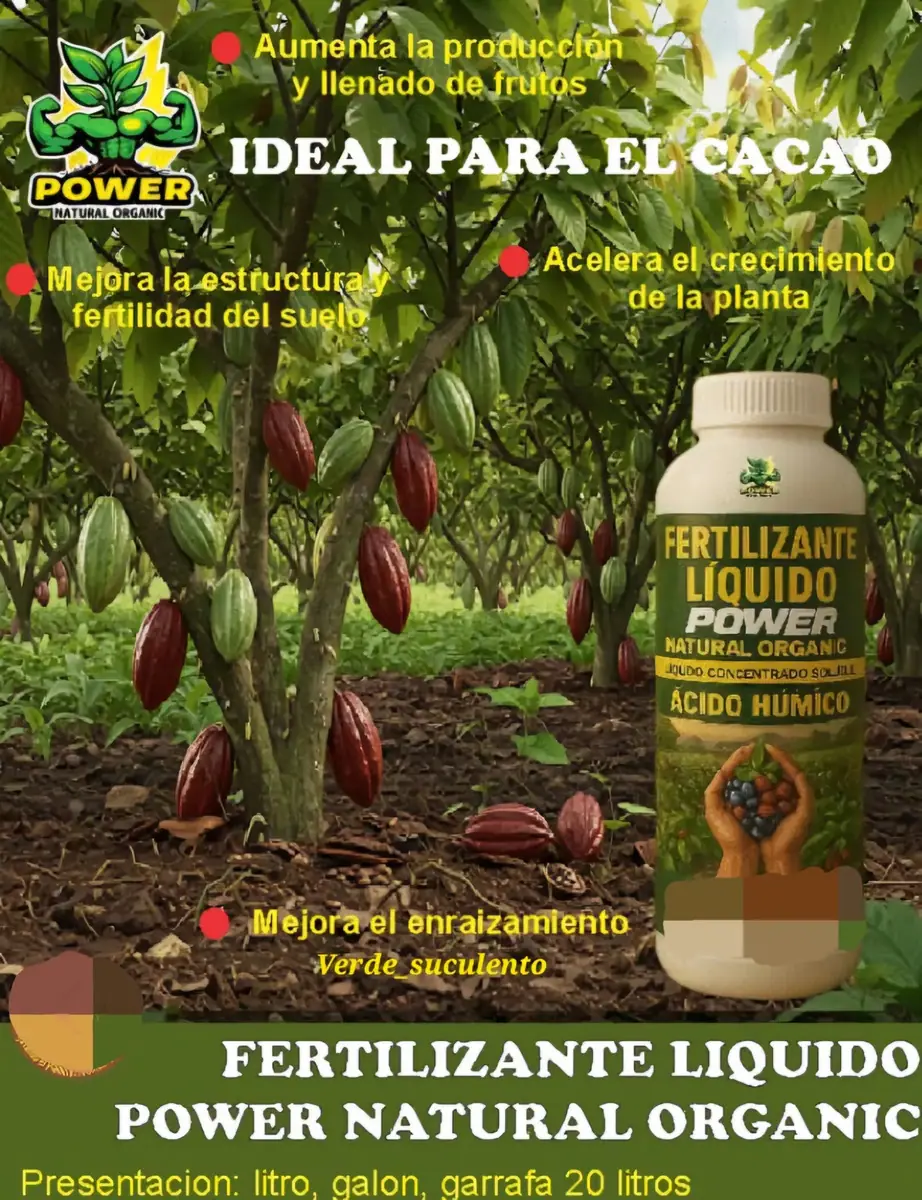 Aumenta la producción
y llenado de frutos
POWER
NATURAL ORGANIC
IDEAL PARA EL CACAO
Mejora la estructura y
fertilidad del suelo
Acelera el crecimiento
de la planta
FERTILIZANTE
LÍQUIDO
POWER
NATURAL ORGANIC
LÍQUIDO CONCENTRADO SOLUBLE
ÁCIDO HÚMÍCO
Mejora el enraizamiento
Verde_suculento
FERTILIZANTE LIQUIDO
POWER NATURAL ORGANIC
Presentacion: litro, galon, garrafa 20 litros